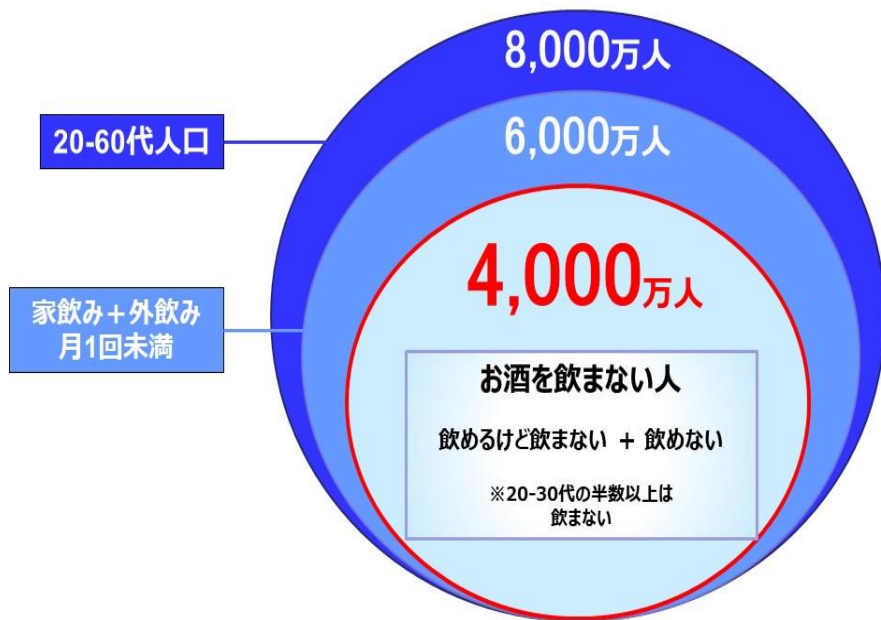 8,000万人
20-60代人口
6,000万人
4,000万人
家飲み+外飲み
月1回未満
お酒を飲まない人
飲めるけど飲まない + 飲めない
※20-30代の半数以上は
飲まない